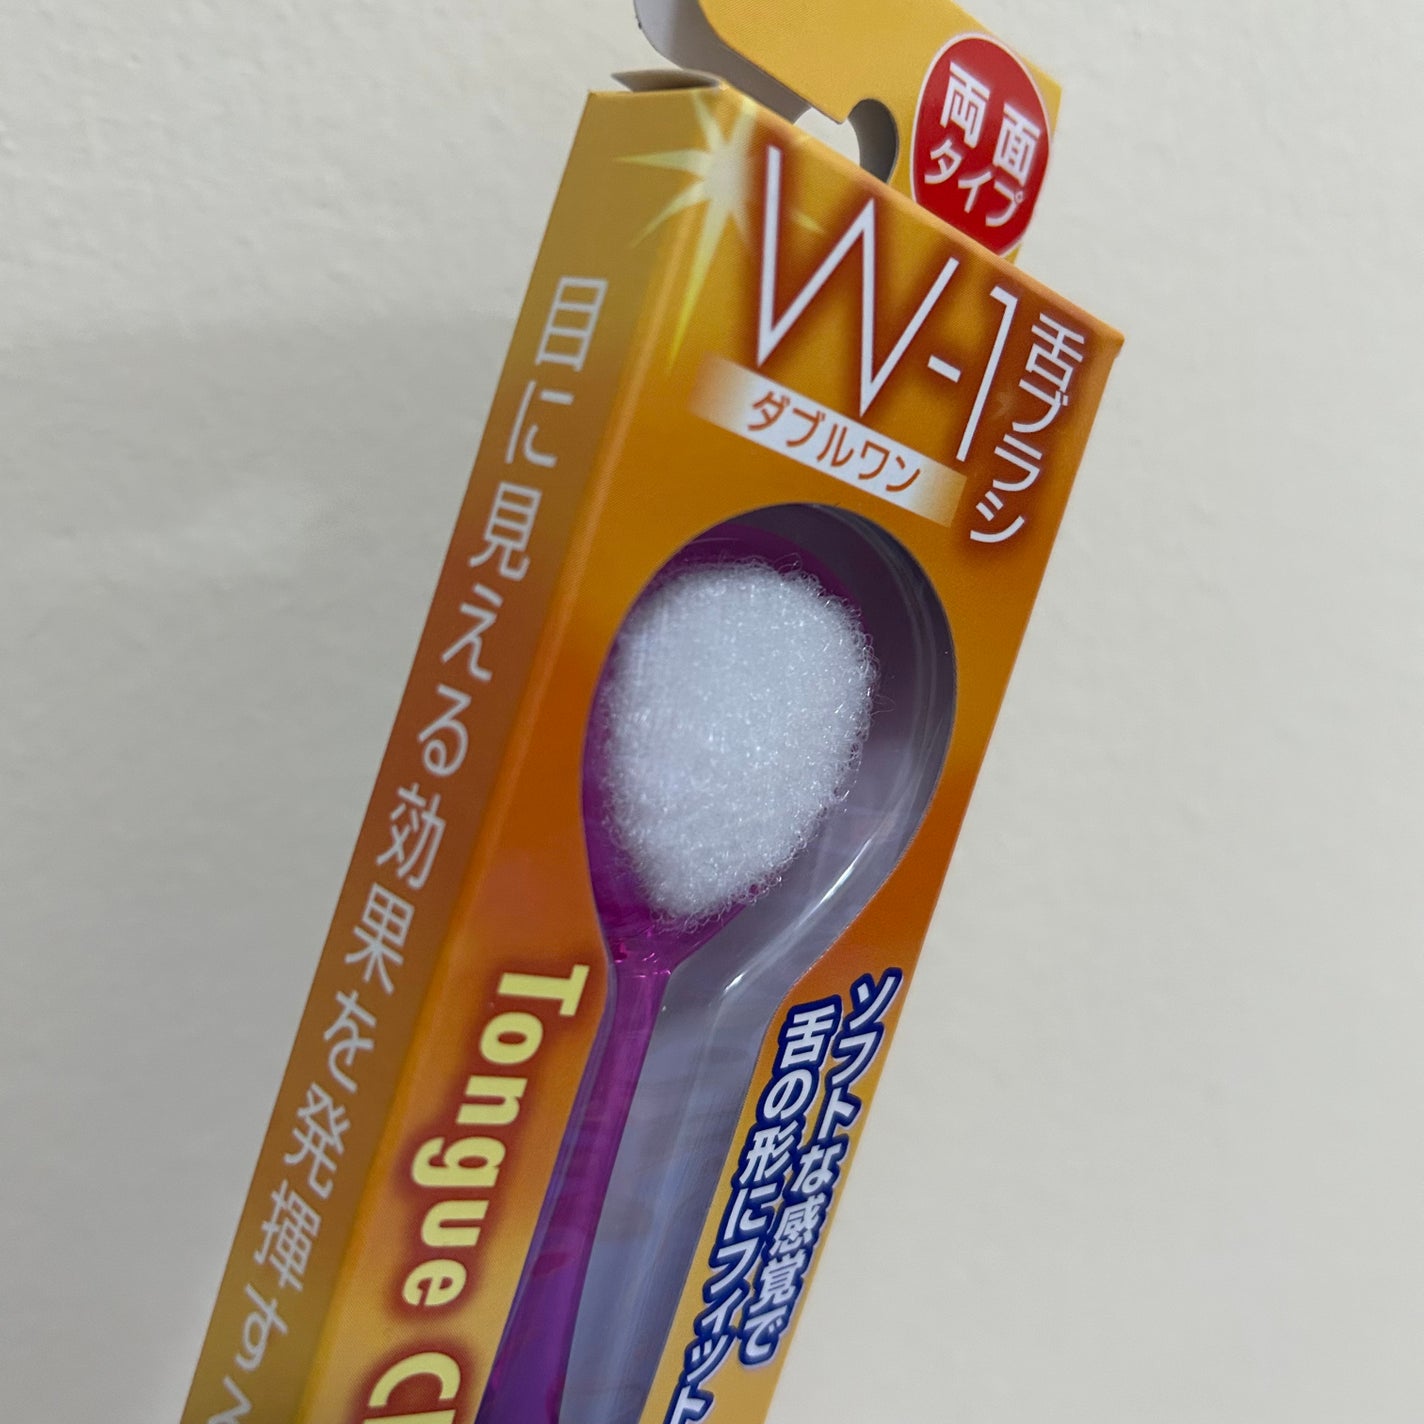 両面
タイプ
W-1
舌ブラシ
ダブルワン
目に見える効果を発揮する
Tongue Cl
ソフトな感覚で
舌の形にフィット